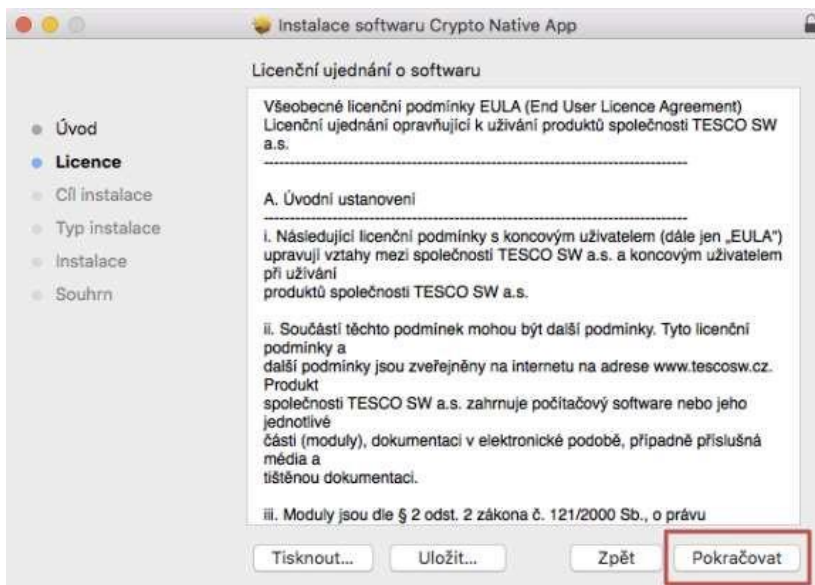 Instalace softwaru Crypto Native App
Licenční ujednání o softwaru
Úvod
Licence
Cíl instalace
Typ instalace
Instalace
Souhrn
Všeobecné licenční podmínky EULA (End User Licence Agreement)
Licenční ujednání opravňující k užívání produktů společnosti TESCO SW
a.s.
----------------------------------------------------------------------------------
A. Úvodní ustanoveni
----------------------------------------------------------------------------------
i. Následující licenční podmínky s koncovým uživatelem (dále jen „EULA“)
upravují vztahy mezi společností TESCO SW a.s. a koncovým uživatelem
při užívání
produktů společnosti TESCO SW a.s.
ii. Součástí těchto podmínek mohou být další podmínky. Tyto licenční
podmínky a
další podmínky jsou zveřejněny na internetu na adrese www.tescosw.cz.
Produkt
společnosti TESCO SW a.s. zahrnuje počítačový software nebo jeho
jednotlivé
části (moduly), dokumentaci v elektronické podobě, případně příslušná
média a
tištěnou dokumentaci.
iii. Moduly jsou dle § 2 odst. 2 zákona č. 121/2000 Sb., o právu
Tisknout...
Uložit...
Zpět
Pokračovat